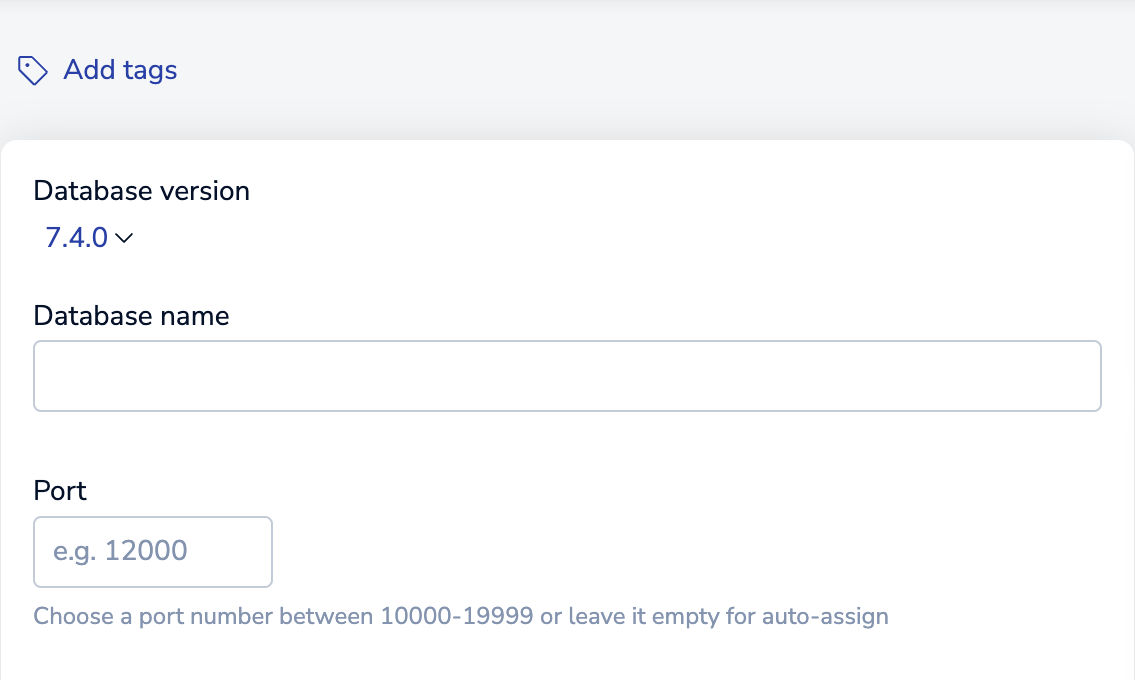 Add tags
Database version
7.4.0
Database name
Port
e.g. 12000
Choose a port number between 10000-19999 or leave it empty for auto-assign